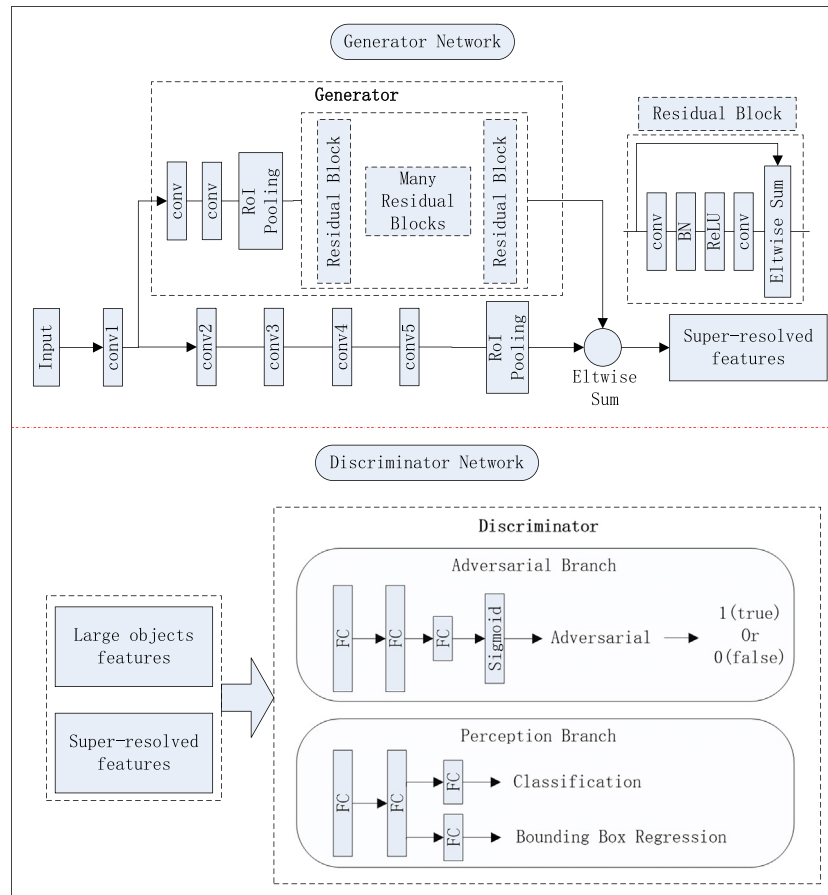 Generator Network
Generator
conv
conv
RoI
Pooling
Residual Block
Many
Residual
Blocks
Residual Block
Residual Block
conv
BN
ReLU
conv
Eltwise Sum
Input
conv1
conv2
conv3
conv4
conv5
RoI
Pooling
Eltwise
Sum
Super-resolved
features
Discriminator Network
Large objects
features
Super-resolved
features
Discriminator
Adversarial Branch
FC
FC
FC
Sigmoid
Adversarial
1(true)
Or
0(false)
Perception Branch
FC
FC
FC
Classification
FC
Bounding Box Regression